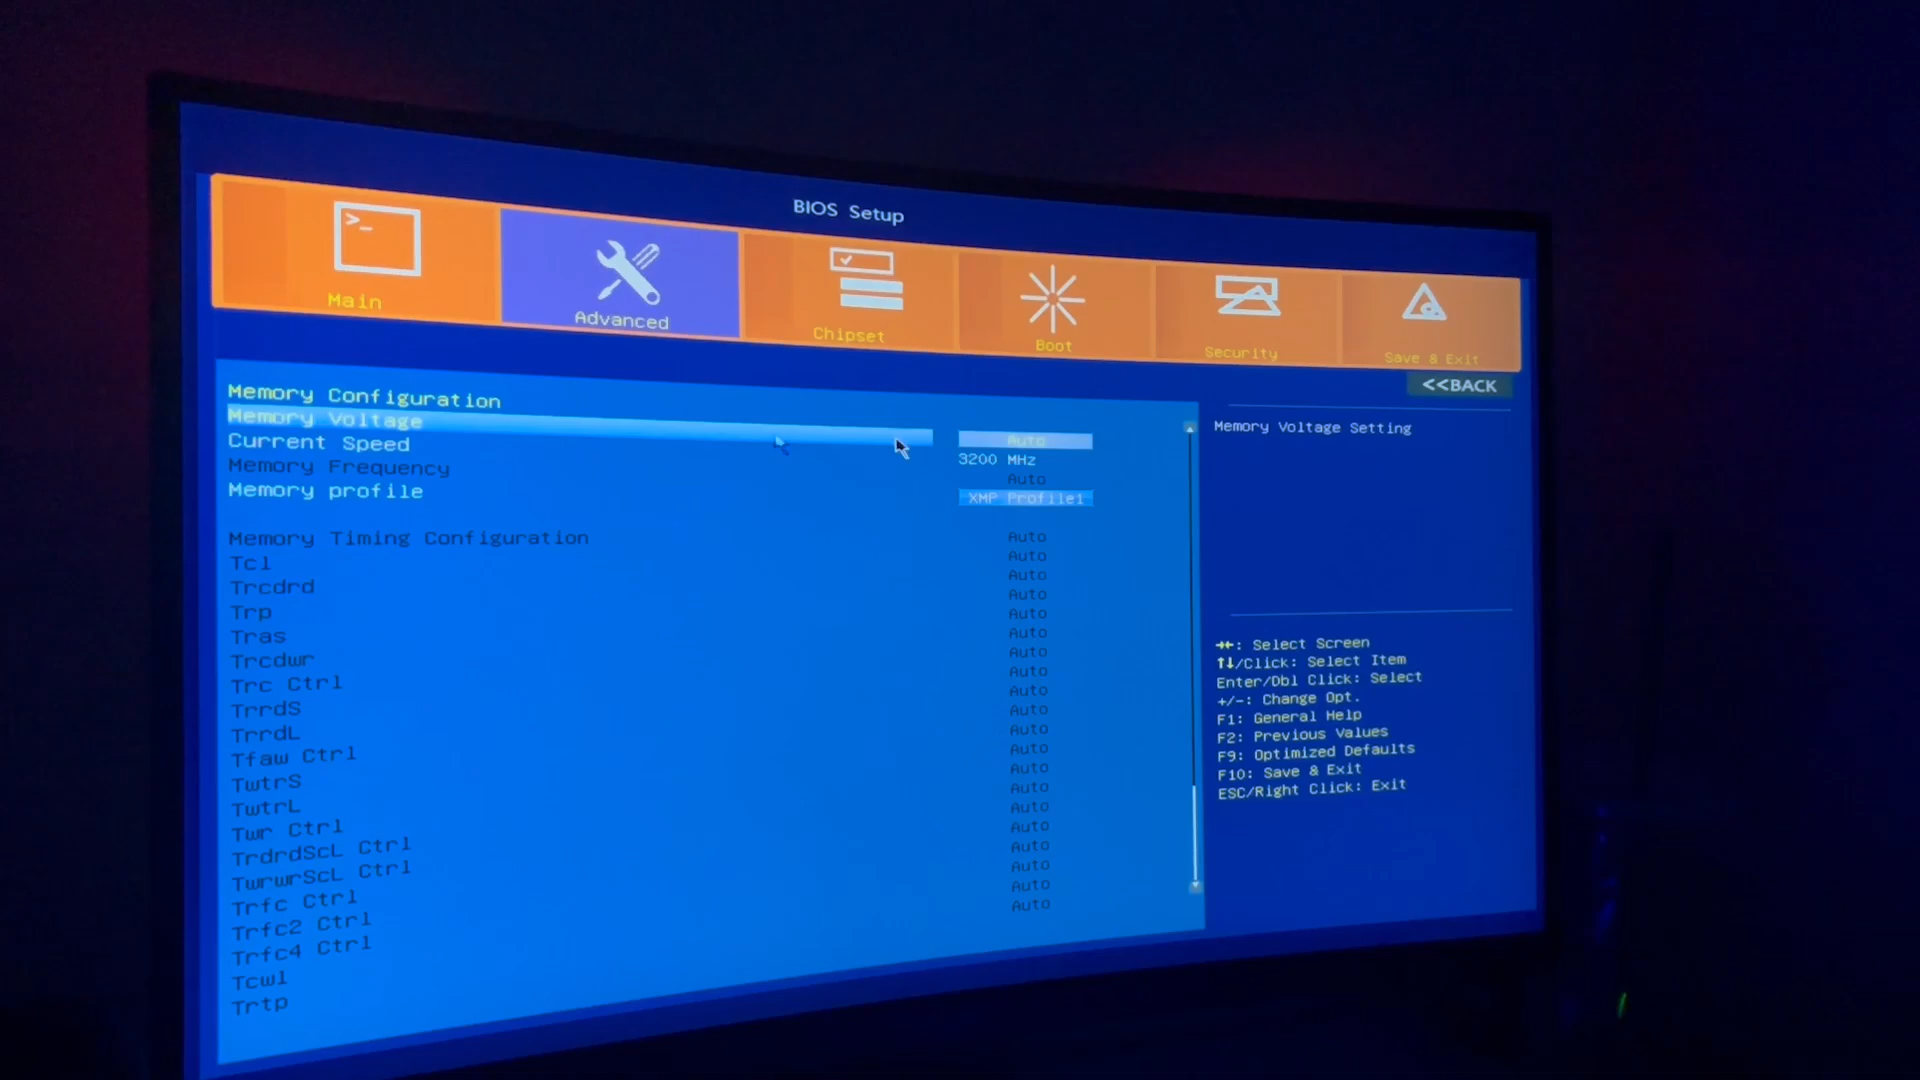 BIOS Setup
>_
Main
Advanced
Chipset
Boot
Security
Save & Exit
<<BACK
Memory Configuration
Memory Voltage Auto
Current Speed 3200 MHz
Memory Frequency Auto
Memory profile XMP Profile1
Memory Timing Configuration Auto
Tcl Auto
Trcdrd Auto
Trp Auto
Tras Auto
Trcdwr Auto
Trc Ctrl Auto
TrrdS Auto
TrrdL Auto
Tfaw Ctrl Auto
TwtrS Auto
TwtrL Auto
Twr Ctrl Auto
TrdrdScL Ctrl Auto
TwrwrScL Ctrl Auto
Trfc Ctrl Auto
Trfc2 Ctrl Auto
Trfc4 Ctrl Auto
Tcwl Auto
Trtp Auto
Memory Voltage Setting
→←: Select Screen
↑↓/Click: Select Item
Enter/Dbl Click: Select
+/-: Change Opt.
F1: General Help
F2: Previous Values
F9: Optimized Defaults
F10: Save & Exit
ESC/Right Click: Exit